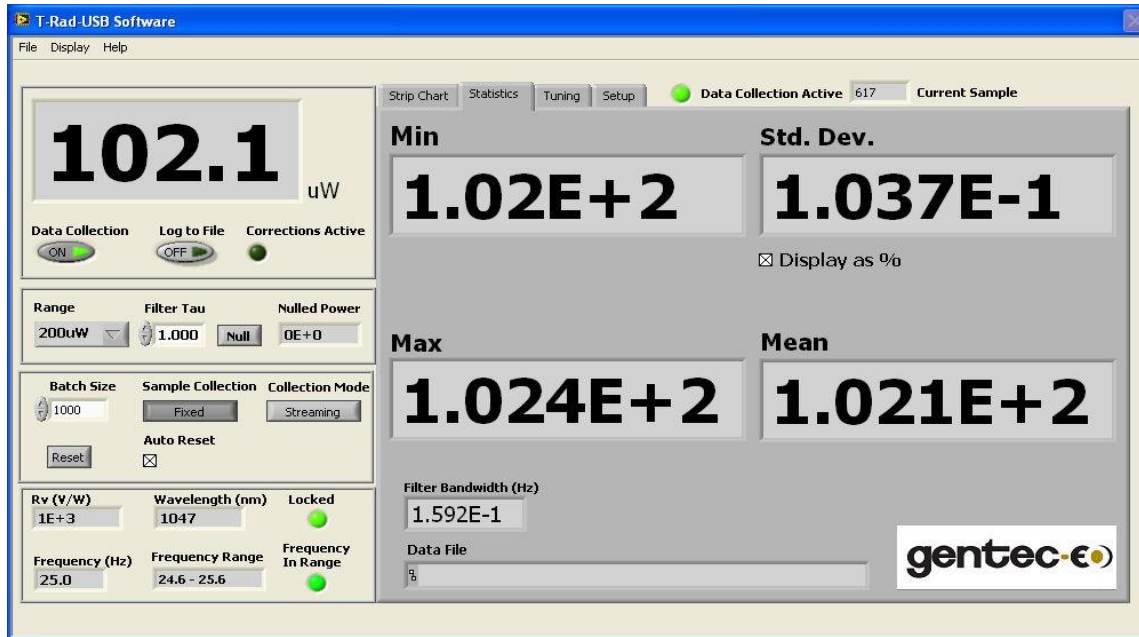 T-Rad-USB Software
File Display Help
102.1
uW
Data Collection Log to File Corrections Active
ON OFF
Range Filter Tau Nulled Power
200uW 1.000 Null 0E+0
Batch Size Sample Collection Collection Mode
1000 Fixed Streaming
Auto Reset
Reset
Rv (V/W) Wavelength (nm) Locked
1E+3 1047
Frequency (Hz) Frequency Range Frequency In Range
25.0 24.6 - 25.6
Strip Chart Statistics Tuning Setup Data Collection Active 617 Current Sample
Min Std. Dev.
1.02E+2 1.037E-1
Display as %
Max Mean
1.024E+2 1.021E+2
Filter Bandwidth (Hz)
1.592E-1
Data File
%
gentec-eo